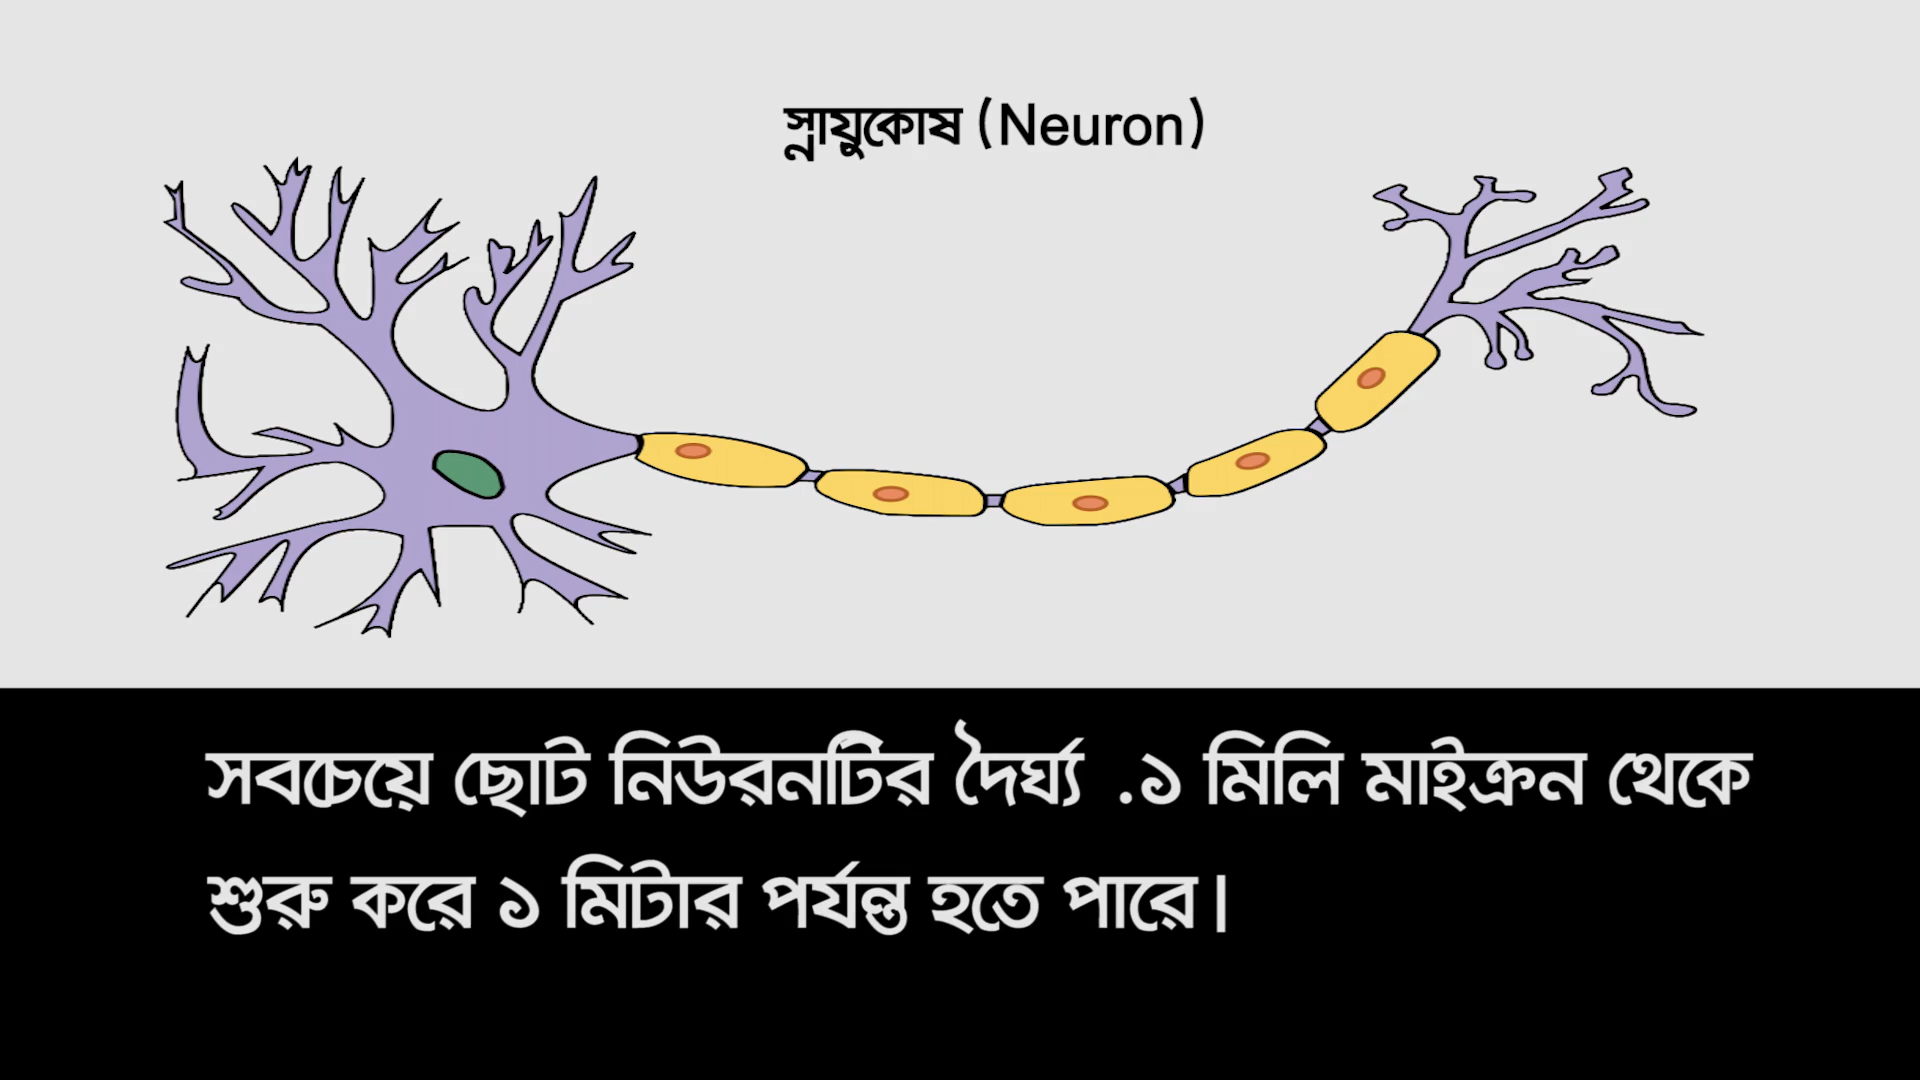 স্নায়ুকোষ (Neuron)
সবচেয়ে ছোট নিউরনটির দৈর্ঘ্য .১ মিলি মাইক্রন থেকে
শুরু করে ১ মিটার পর্যন্ত হতে পারে।